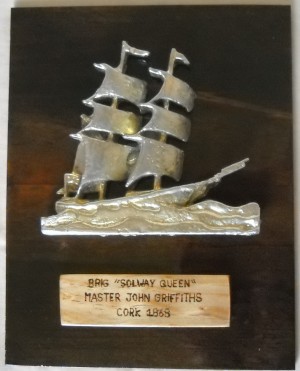 BRIG "SOLWAY QUEEN"
MASTER JOHN GRIFFITHS
CORK 1868